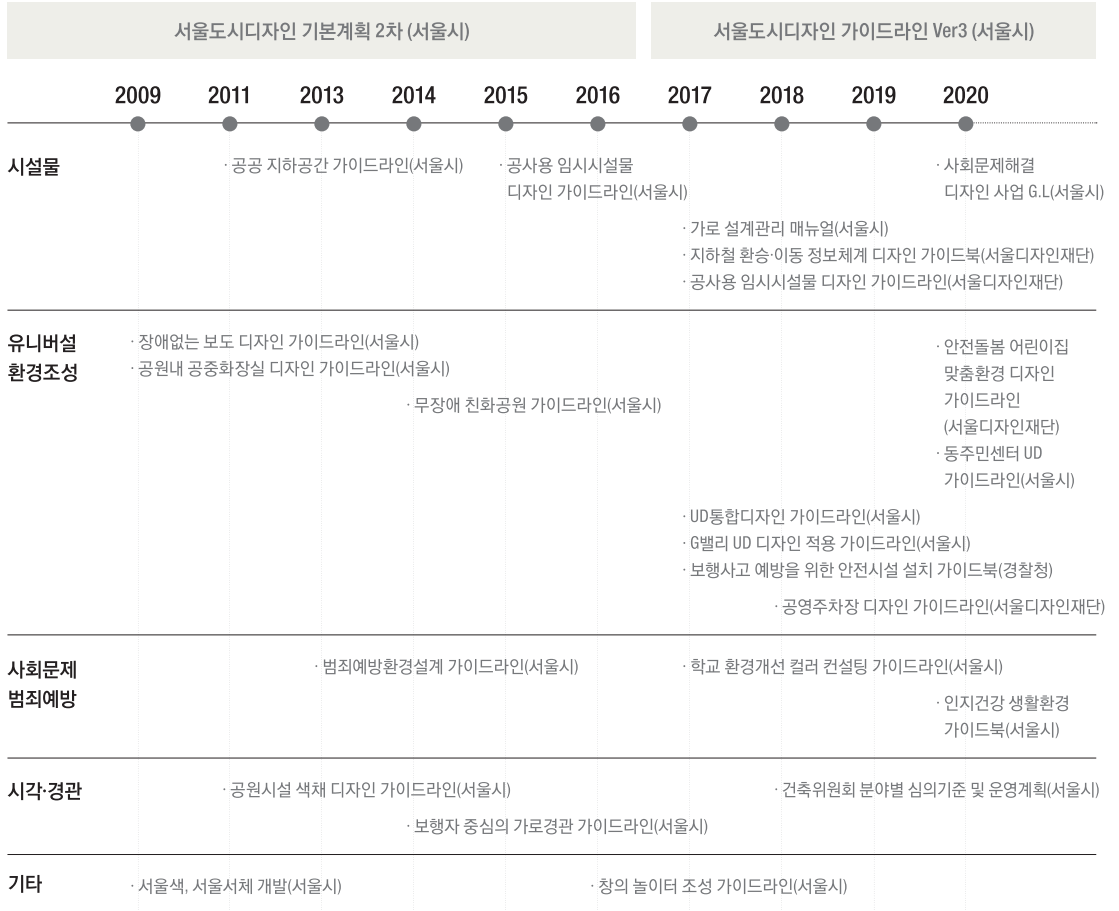 서울도시디자인 기본계획 2차 (서울시)
서울도시디자인 가이드라인 Ver3 (서울시)
2009 2011 2013 2014 2015 2016 2017 2018 2019 2020
시설물
· 공공 지하공간 가이드라인(서울시)
· 공사용 임시시설물
디자인 가이드라인(서울시)
· 사회문제해결
디자인 사업 G.L(서울시)
· 가로 설계관리 매뉴얼(서울시)
· 지하철 환승·이동 정보체계 디자인 가이드북(서울디자인재단)
· 공사용 임시시설물 디자인 가이드라인(서울디자인재단)
유니버설
환경조성
· 장애없는 보도 디자인 가이드라인(서울시)
· 공원내 공중화장실 디자인 가이드라인(서울시)
· 무장애 친화공원 가이드라인(서울시)
· 안전돌봄 어린이집
맞춤환경 디자인
가이드라인
(서울디자인재단)
· 동주민센터 UD
가이드라인(서울시)
· UD통합디자인 가이드라인(서울시)
· G밸리 UD 디자인 적용 가이드라인(서울시)
· 보행사고 예방을 위한 안전시설 설치 가이드북(경찰청)
· 공영주차장 디자인 가이드라인(서울디자인재단)
사회문제
범죄예방
· 범죄예방환경설계 가이드라인(서울시)
· 학교 환경개선 컬러 컨설팅 가이드라인(서울시)
· 인지건강 생활환경
가이드북(서울시)
시각·경관
· 공원시설 색채 디자인 가이드라인(서울시)
· 건축위원회 분야별 심의기준 및 운영계획(서울시)
· 보행자 중심의 가로경관 가이드라인(서울시)
기타
· 서울색, 서울서체 개발(서울시)
· 창의 놀이터 조성 가이드라인(서울시)